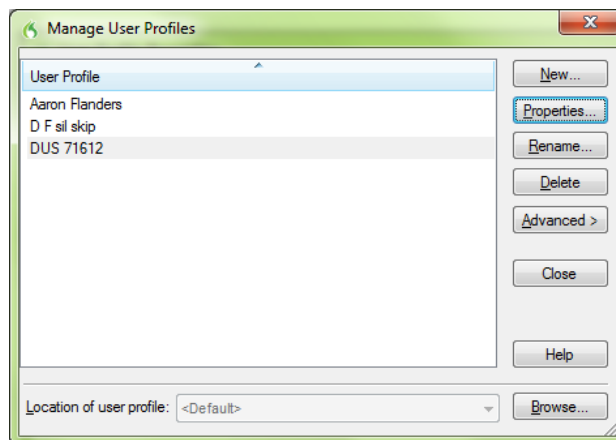 Manage User Profiles
User Profile
Aaron Flanders
D F sil skip
DUS 71612
New...
Properties...
Rename...
Delete
Advanced >
Close
Help
Location of user profile: <Default>
Browse...